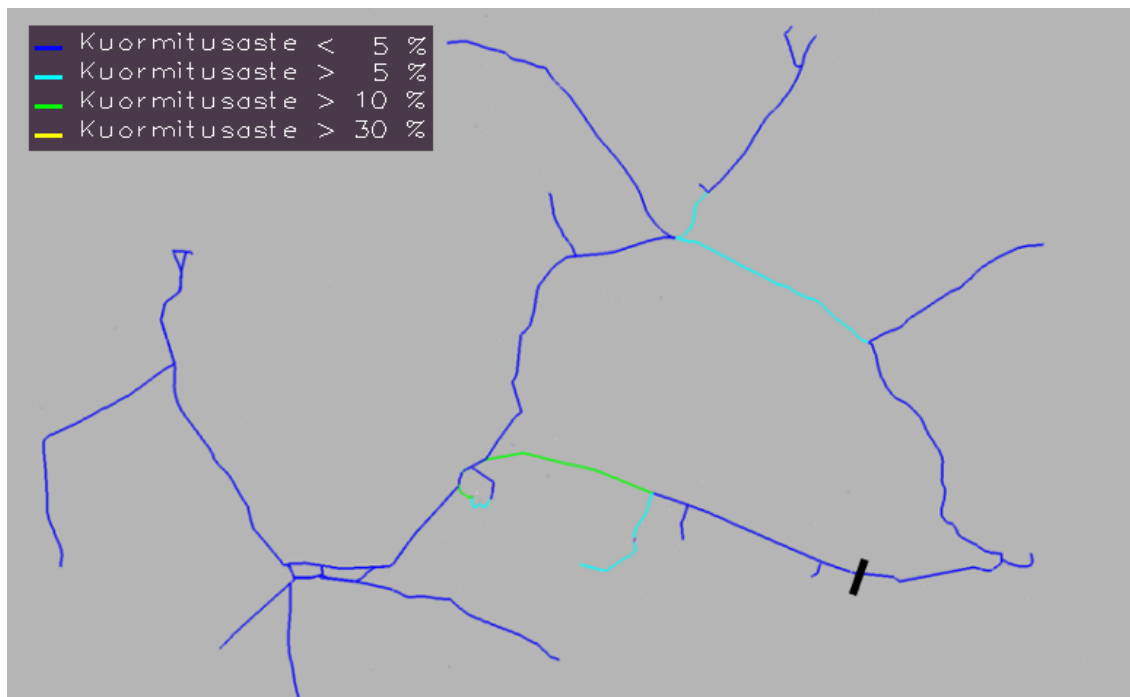 Kuormitusaste < 5 %
Kuormitusaste > 5 %
Kuormitusaste > 10 %
Kuormitusaste > 30 %